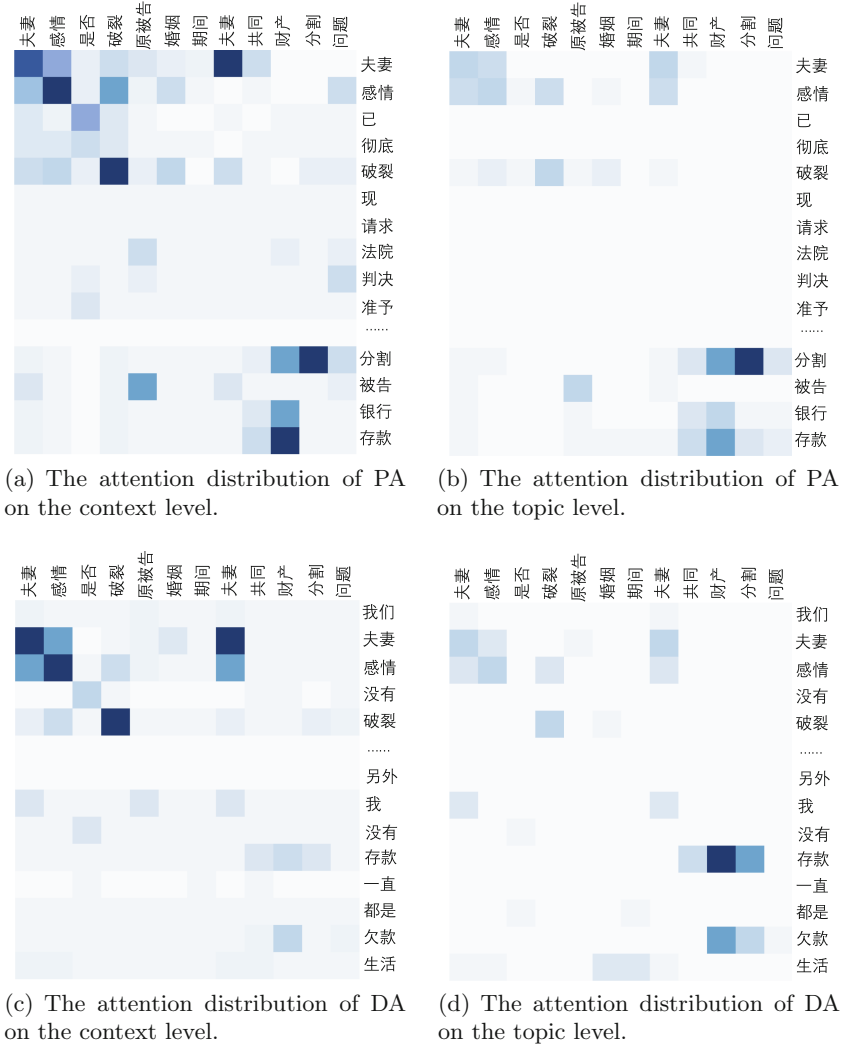 夫妻 感情 是否 破裂 原被告 婚姻 期间 夫妻 共同 财产 分割 问题
夫妻
感情
已
彻底
破裂
现
请求
法院
判决
准予
……
分割
被告
银行
存款
(a) The attention distribution of PA
on the context level.
夫妻 感情 是否 破裂 原被告 婚姻 期间 夫妻 共同 财产 分割 问题
夫妻
感情
已
彻底
破裂
现
请求
法院
判决
准予
……
分割
被告
银行
存款
(b) The attention distribution of PA
on the topic level.
夫妻 感情 是否 破裂 原被告 婚姻 期间 夫妻 共同 财产 分割 问题
我们
夫妻
感情
没有
破裂
……
另外
我
没有
存款
一直
都是
欠款
生活
(c) The attention distribution of DA
on the context level.
夫妻 感情 是否 破裂 原被告 婚姻 期间 夫妻 共同 财产 分割 问题
我们
夫妻
感情
没有
破裂
……
另外
我
没有
存款
一直
都是
欠款
生活
(d) The attention distribution of DA
on the topic level.